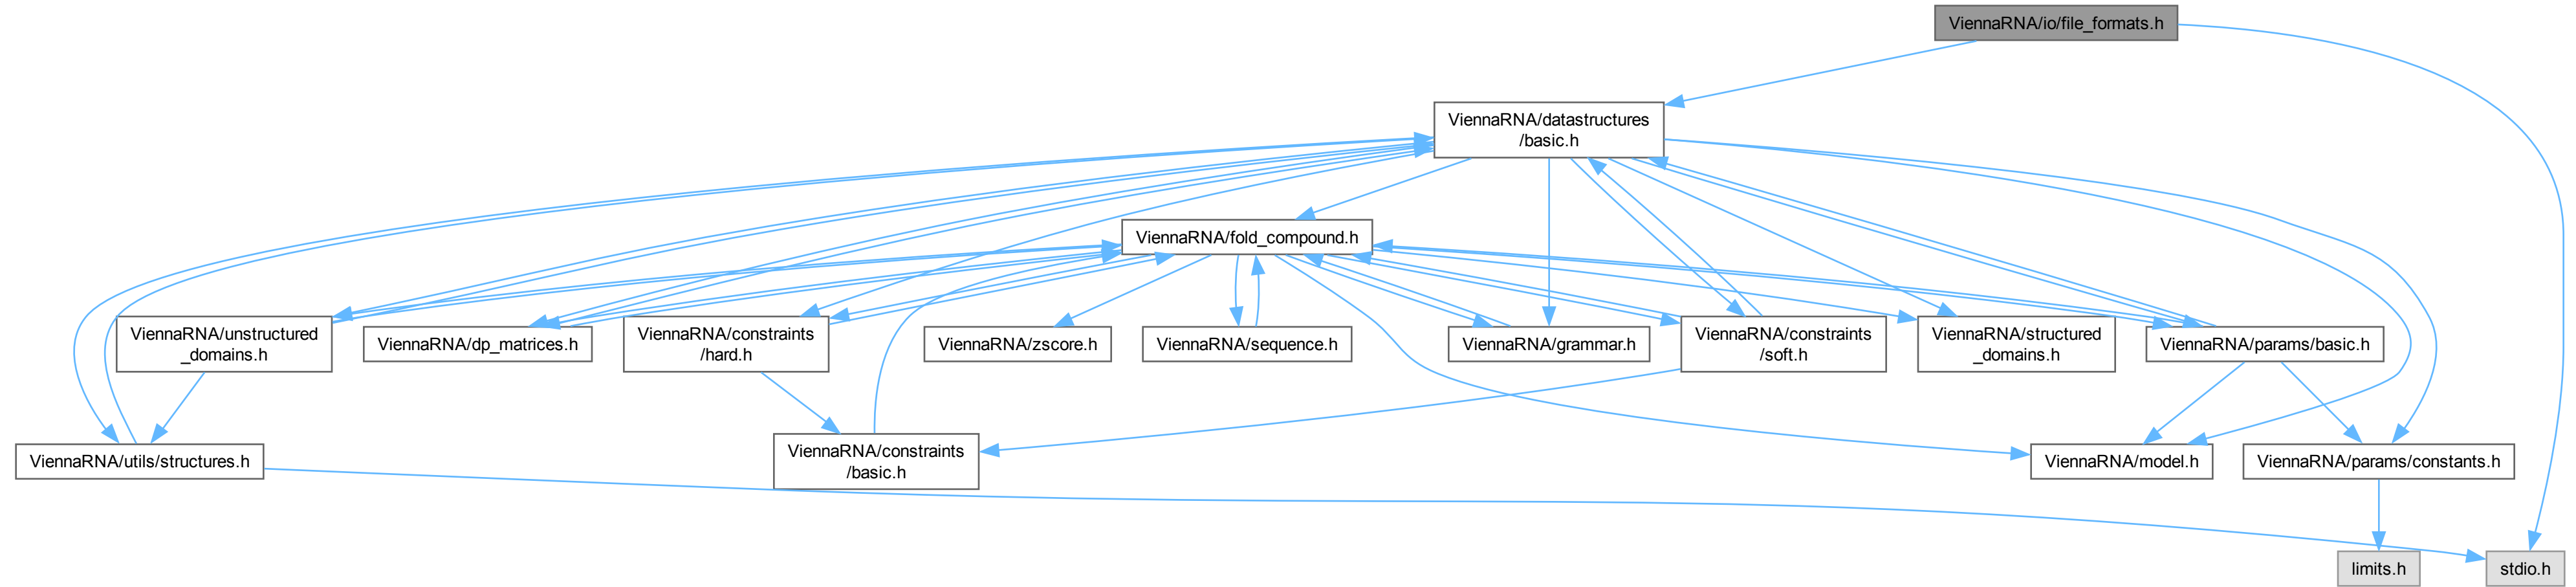 ViennaRNA/io/file_formats.h
ViennaRNA/datastructures
/basic.h
ViennaRNA/fold_compound.h
ViennaRNA/unstructured
_domains.h
ViennaRNA/dp_matrices.h
ViennaRNA/constraints
/hard.h
ViennaRNA/zscore.h
ViennaRNA/sequence.h
ViennaRNA/grammar.h
ViennaRNA/constraints
/soft.h
ViennaRNA/structured
_domains.h
ViennaRNA/params/basic.h
ViennaRNA/utils/structures.h
ViennaRNA/constraints
/basic.h
ViennaRNA/model.h
ViennaRNA/params/constants.h
limits.h
stdio.h